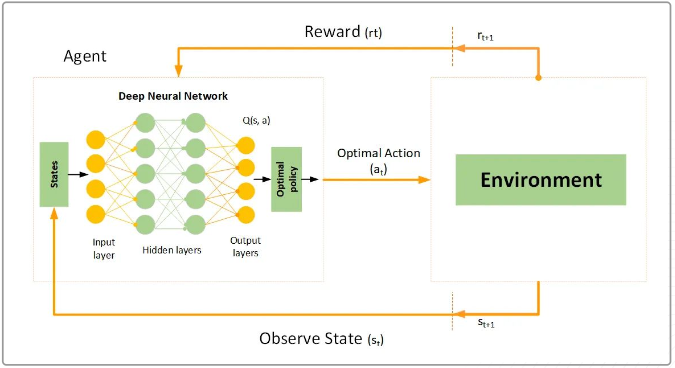 Reward (rt)
rt+1
Agent
Deep Neural Network
Q(s, a)
States
Optimal
policy
Optimal Action
(at)
Environment
Input
layer
Hidden layers
Output
layers
st+1
Observe State (st)